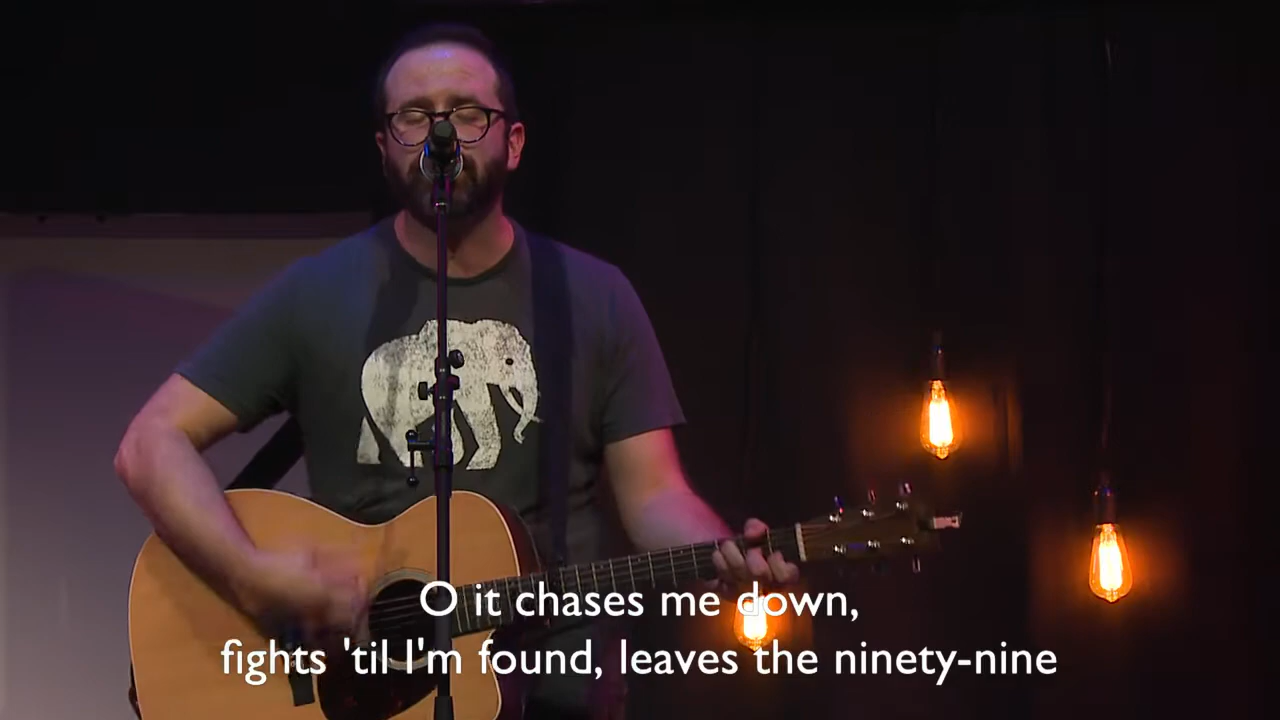 O it chases me down,
fights 'til I'm found, leaves the ninety-nine